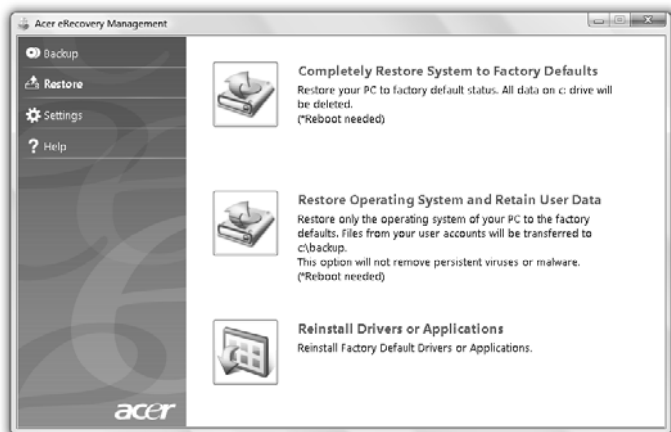 Acer eRecovery Management
Backup
Restore
Settings
Help
Completely Restore System to Factory Defaults
Restore your PC to factory default status. All data on c: drive will
be deleted.
(*Reboot needed)
Restore Operating System and Retain User Data
Restore only the operating system of your PC to the factory
defaults. Files from your user accounts will be transferred to
c:\backup.
This option will not remove persistent viruses or malware.
(*Reboot needed)
Reinstall Drivers or Applications
Reinstall Factory Default Drivers or Applications.
acer